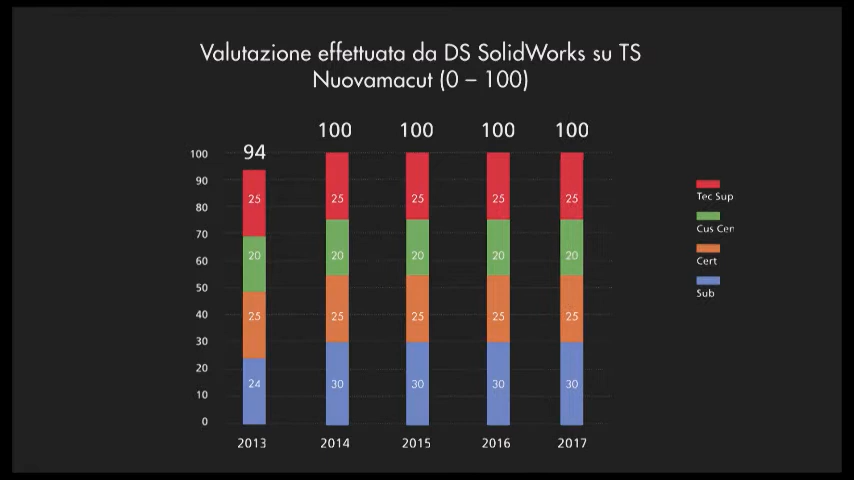 Valutazione effettuata da DS SolidWorks su TS
Nuovamacut (0 – 100)
94 100 100 100 100
100
90
80
70
60
50
40
30
20
10
0
25 25 25 25 25
20 20 20 20 20
25 25 25 25 25
24 30 30 30 30
2013 2014 2015 2016 2017
Tec Sup
Cus Cen
Cert
Sub